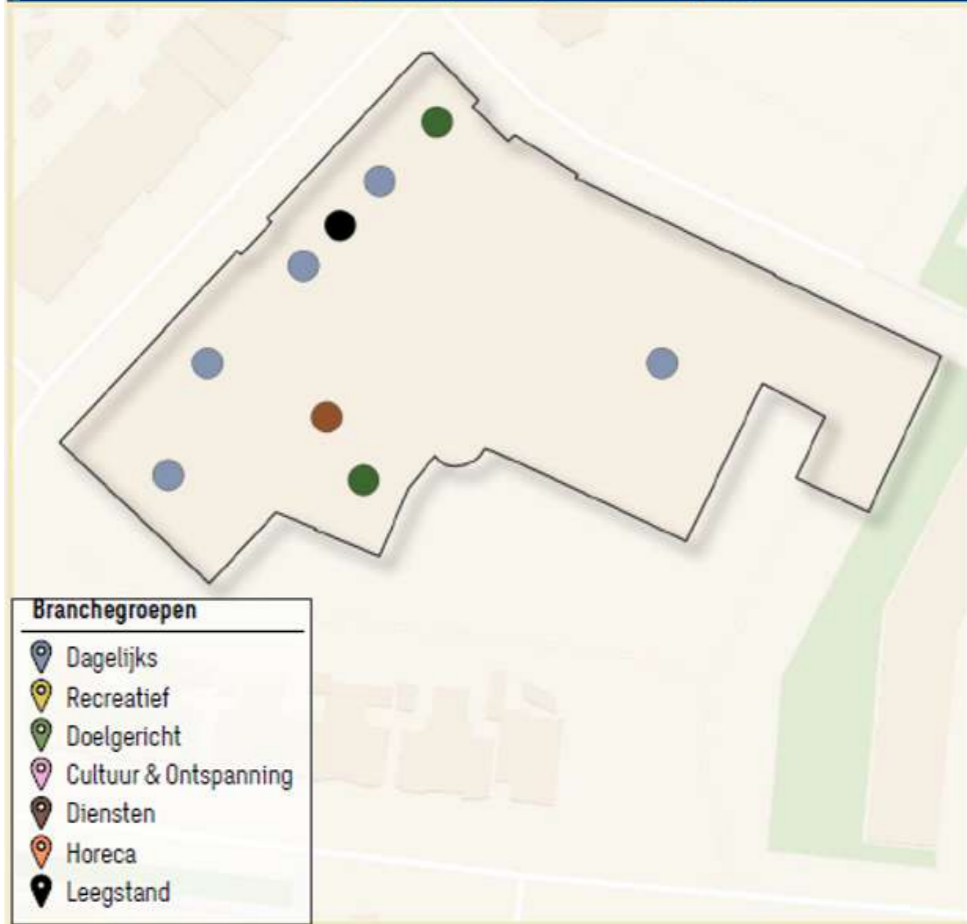 Branchegroepen
Dagelijks
Recreatief
Doelgericht
Cultuur & Ontspanning
Diensten
Horeca
Leegstand